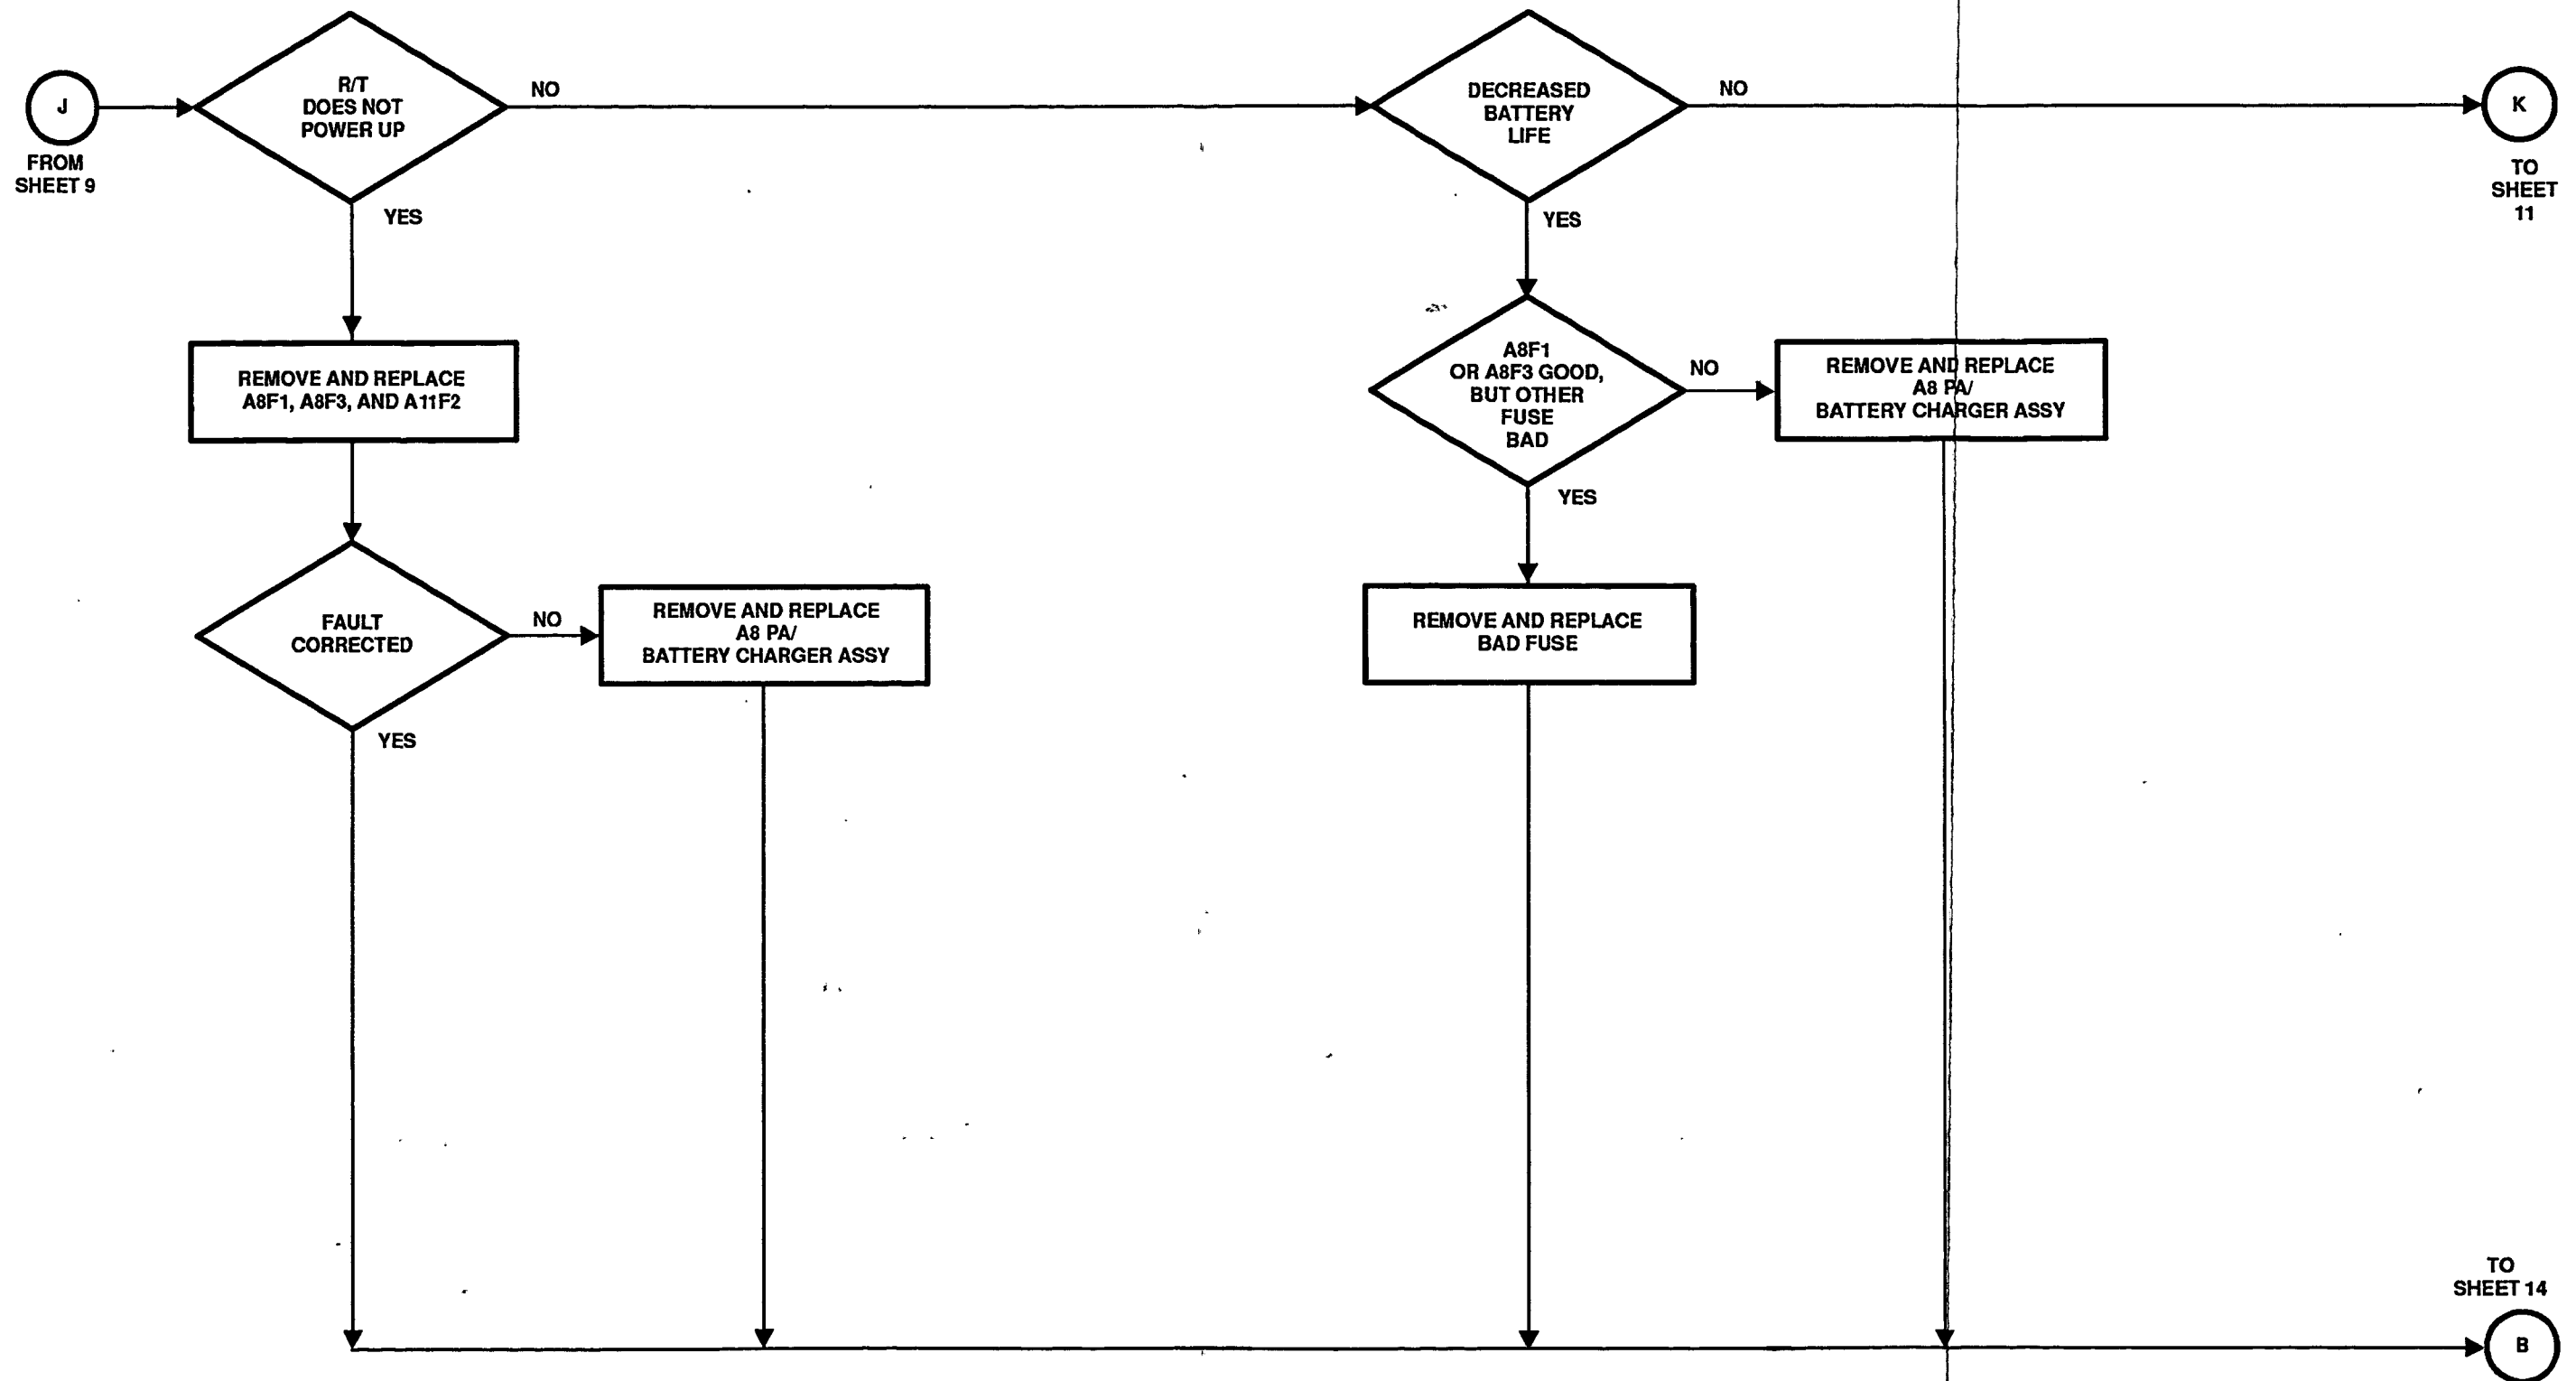 J
FROM
SHEET 9
R/T
DOES NOT
POWER UP
NO
YES
DECREASED
BATTERY
LIFE
NO
YES
K
TO
SHEET
11
REMOVE AND REPLACE
A8F1, A8F3, AND A11F2
A8F1
OR A8F3 GOOD,
BUT OTHER
FUSE
BAD
NO
YES
REMOVE AND REPLACE
A8 PA/
BATTERY CHARGER ASSY
FAULT
CORRECTED
NO
YES
REMOVE AND REPLACE
A8 PA/
BATTERY CHARGER ASSY
REMOVE AND REPLACE
BAD FUSE
TO
SHEET 14
B